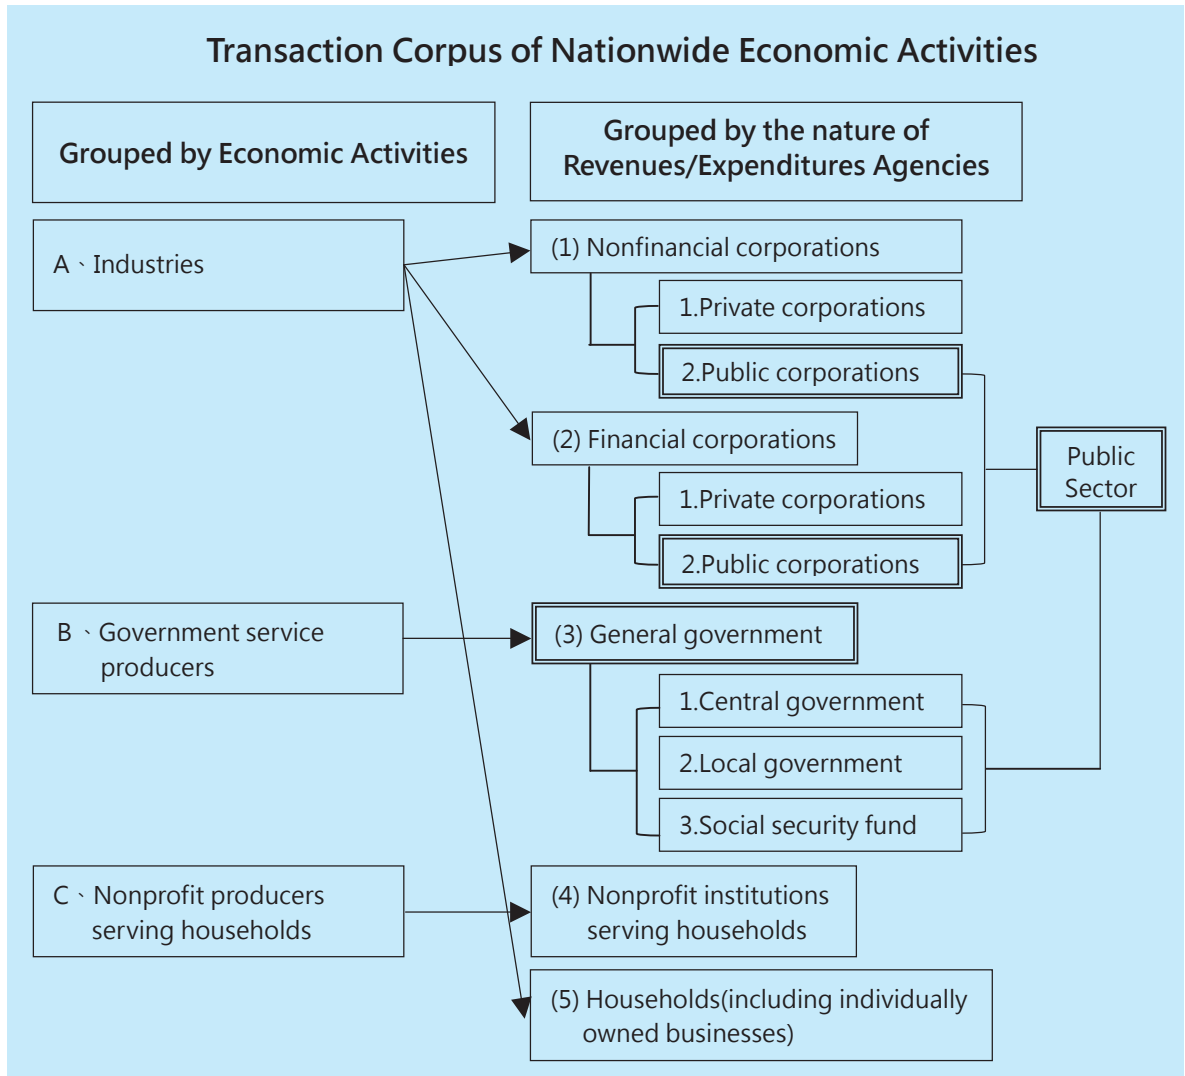 Transaction Corpus of Nationwide Economic Activities
Grouped by Economic Activities
Grouped by the nature of
Revenues/Expenditures Agencies
A、Industries
(1) Nonfinancial corporations
1.Private corporations
2.Public corporations
(2) Financial corporations
1.Private corporations
2.Public corporations
Public
Sector
B、Government service
producers
(3) General government
1.Central government
2.Local government
3.Social security fund
C、Nonprofit producers
serving households
(4) Nonprofit institutions
serving households
(5) Households(including individually
owned businesses)